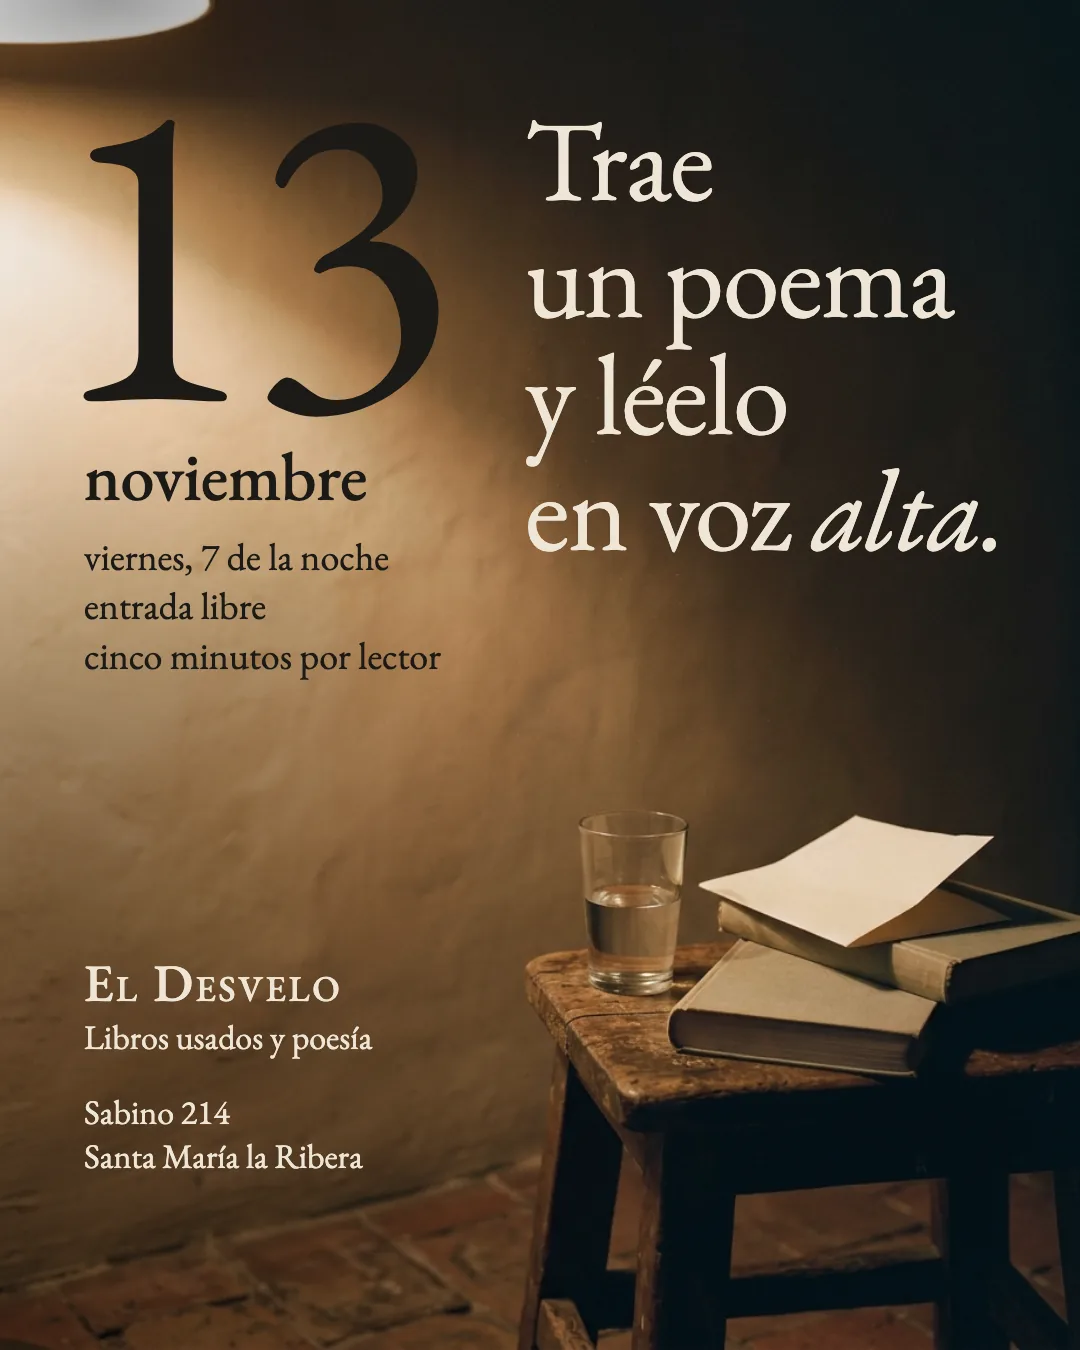 13
noviembre
viernes, 7 de la noche
entrada libre
cinco minutos por lector
Trae
un poema
y léelo
en voz alta.
El Desvelo
Libros usados y poesía
Sabino 214
Santa María la Ribera